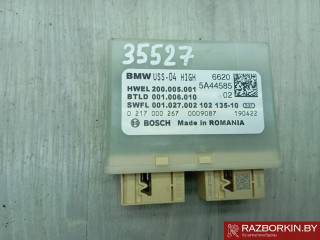 35527
BMW USS-04 HIGH 6620
HWEL 200.005.001 5A44585
BTLD 001.006.010 02
SWFL 001.027.002 102 135-10
0 217 000 267 0009087 190422
BOSCH Made in ROMANIA
RAZBORKIN.BY